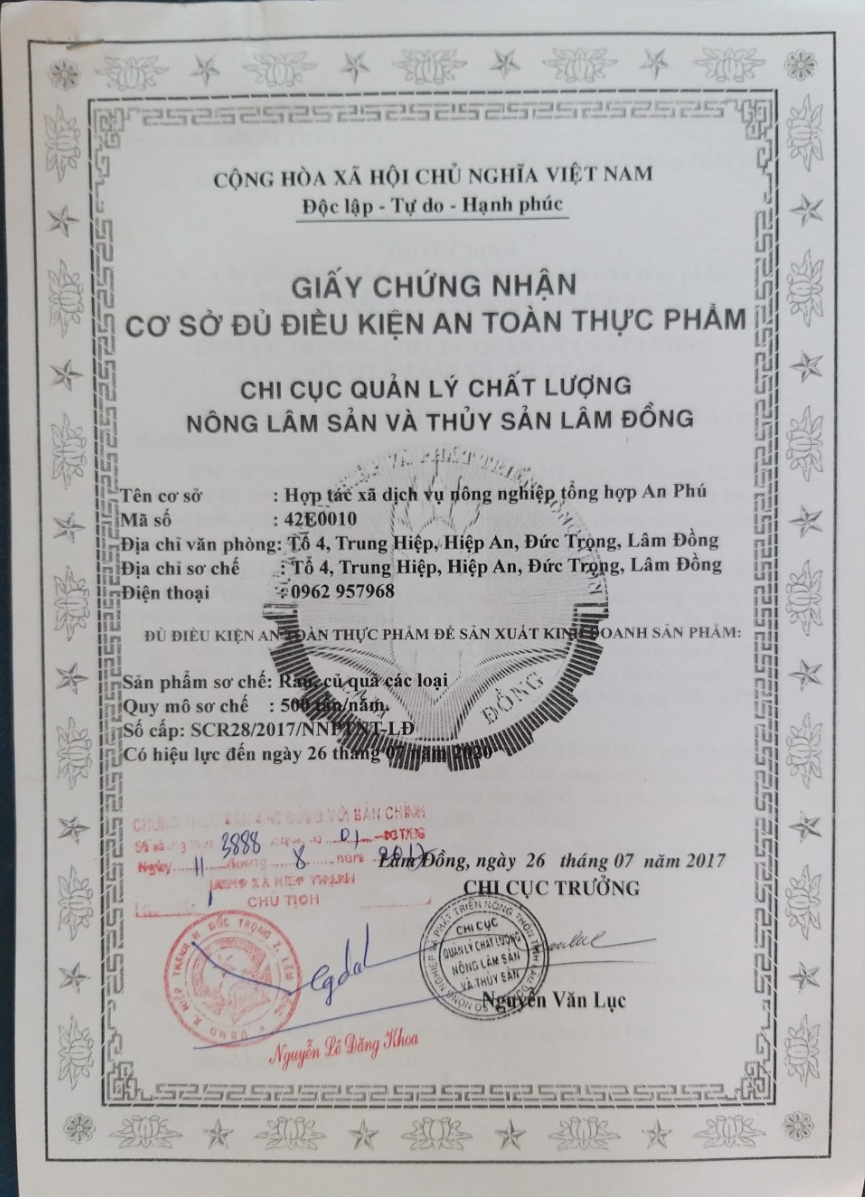 CỘNG HÒA XÃ HỘI CHỦ NGHĨA VIỆT NAM
Độc lập - Tự do - Hạnh phúc
GIẤY CHỨNG NHẬN
CƠ SỞ ĐỦ ĐIỀU KIỆN AN TOÀN THỰC PHẨM
CHI CỤC QUẢN LÝ CHẤT LƯỢNG
NÔNG LÂM SẢN VÀ THỦY SẢN LÂM ĐỒNG
Tên cơ sở : Hợp tác xã dịch vụ nông nghiệp tổng hợp An Phú
Mã số : 42E0010
Địa chỉ văn phòng: Tổ 4, Trung Hiệp, Hiệp An, Đức Trọng, Lâm Đồng
Địa chỉ sơ chế : Tổ 4, Trung Hiệp, Hiệp An, Đức Trọng, Lâm Đồng
Điện thoại : 0962 957968
ĐỦ ĐIỀU KIỆN AN TOÀN THỰC PHẨM ĐỂ SẢN XUẤT KINH DOANH SẢN PHẨM:
Sản phẩm sơ chế: Rau, củ quả các loại
Quy mô sơ chế : 500 tấn/năm.
Số cấp: SCR28/2017/NNPTNT-LĐ
Có hiệu lực đến ngày 26 tháng 07 năm 2020
ĐÚNG VỚI BẢN CHÍNH
3888 01
Ngày 11 tháng 8 năm
CHỦ TỊCH
Lâm Đồng, ngày 26 tháng 07 năm 2017
CHI CỤC TRƯỞNG
CHI CỤC
QUẢN LÝ CHẤT LƯỢNG
NÔNG LÂM SẢN
VÀ THỦY SẢN
Nguyễn Văn Lục
Nguyễn Lê Đăng Khoa